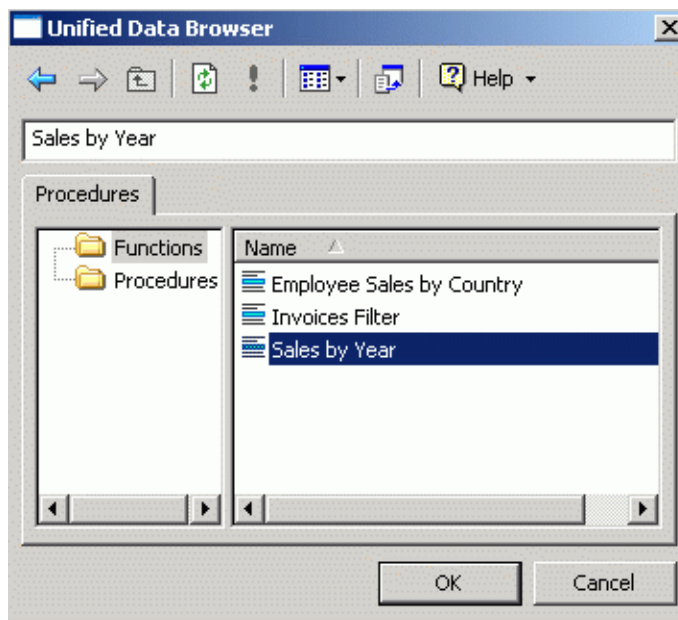 Unified Data Browser
Help
Sales by Year
Procedures
Functions
Procedures
Name
Employee Sales by Country
Invoices Filter
Sales by Year
OK
Cancel